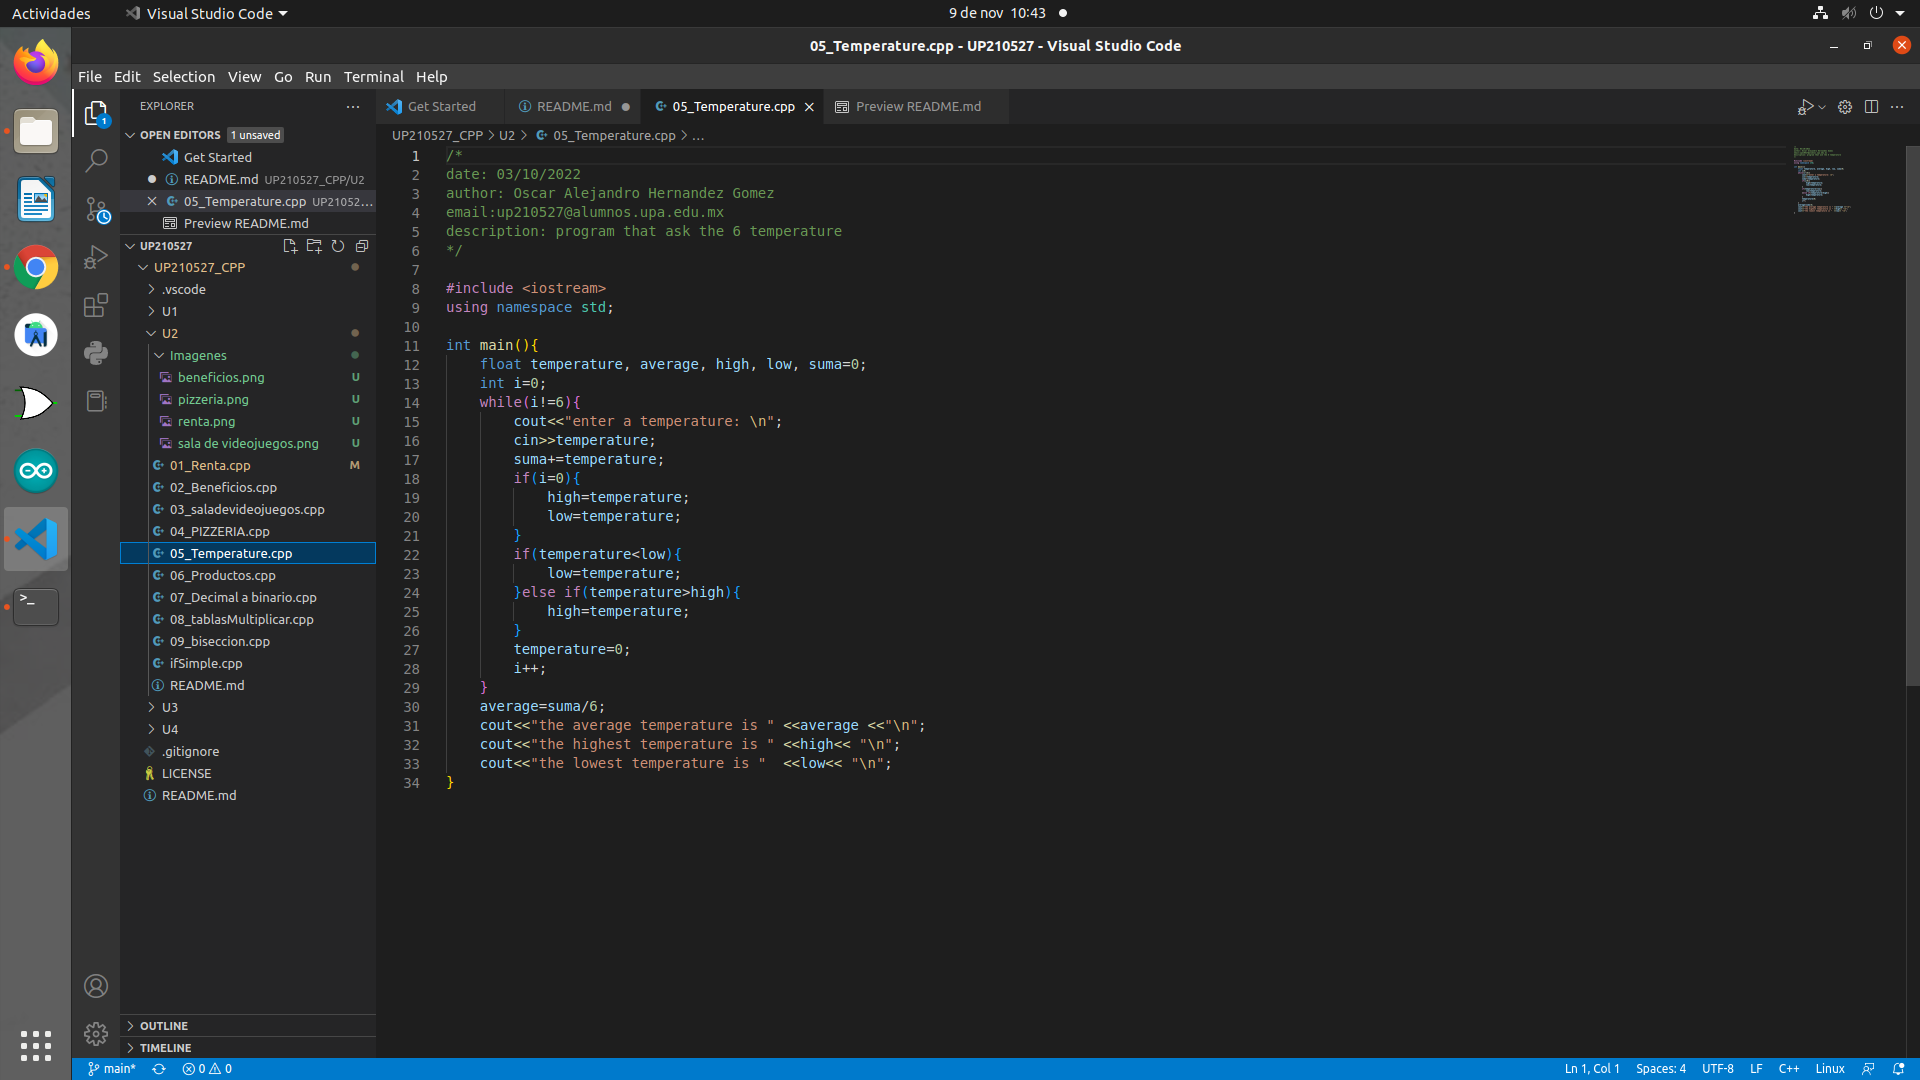 Actividades
Visual Studio Code
9 de nov 10:43
05_Temperature.cpp - UP210527 - Visual Studio Code
File Edit Selection View Go Run Terminal Help
EXPLORER
OPEN EDITORS 1 unsaved
Get Started
README.md UP210527_CPP/U2
05_Temperature.cpp UP21052...
Preview README.md
UP210527
UP210527_CPP
.vscode
U1
U2
Imagenes
beneficios.png U
pizzeria.png U
renta.png U
sala de videojuegos.png U
01_Renta.cpp M
02_Beneficios.cpp
03_saladevideojuegos.cpp
04_PIZZERIA.cpp
05_Temperature.cpp
06_Productos.cpp
07_Decimal a binario.cpp
08_tablasMultiplicar.cpp
09_biseccion.cpp
ifSimple.cpp
README.md
U3
U4
.gitignore
LICENSE
README.md
OUTLINE
TIMELINE
Get Started README.md 05_Temperature.cpp Preview README.md
UP210527_CPP > U2 > 05_Temperature.cpp > ...
1 /*
2 date: 03/10/2022
3 author: Oscar Alejandro Hernandez Gomez
4 email:up210527@alumnos.upa.edu.mx
5 description: program that ask the 6 temperature
6 */
7
8 #include <iostream>
9 using namespace std;
10
11 int main(){
12     float temperature, average, high, low, suma=0;
13     int i=0;
14     while(i!=6){
15         cout<<"enter a temperature: \n";
16         cin>>temperature;
17         suma+=temperature;
18         if(i=0){
19             high=temperature;
20             low=temperature;
21         }
22         if(temperature<low){
23             low=temperature;
24         }else if(temperature>high){
25             high=temperature;
26         }
27         temperature=0;
28         i++;
29     }
30     average=suma/6;
31     cout<<"the average temperature is " <<average <<"\n";
32     cout<<"the highest temperature is " <<high<< "\n";
33     cout<<"the lowest temperature is "  <<low<< "\n";
34 }
main* 0 0
Ln 1, Col 1 Spaces: 4 UTF-8 LF C++ Linux